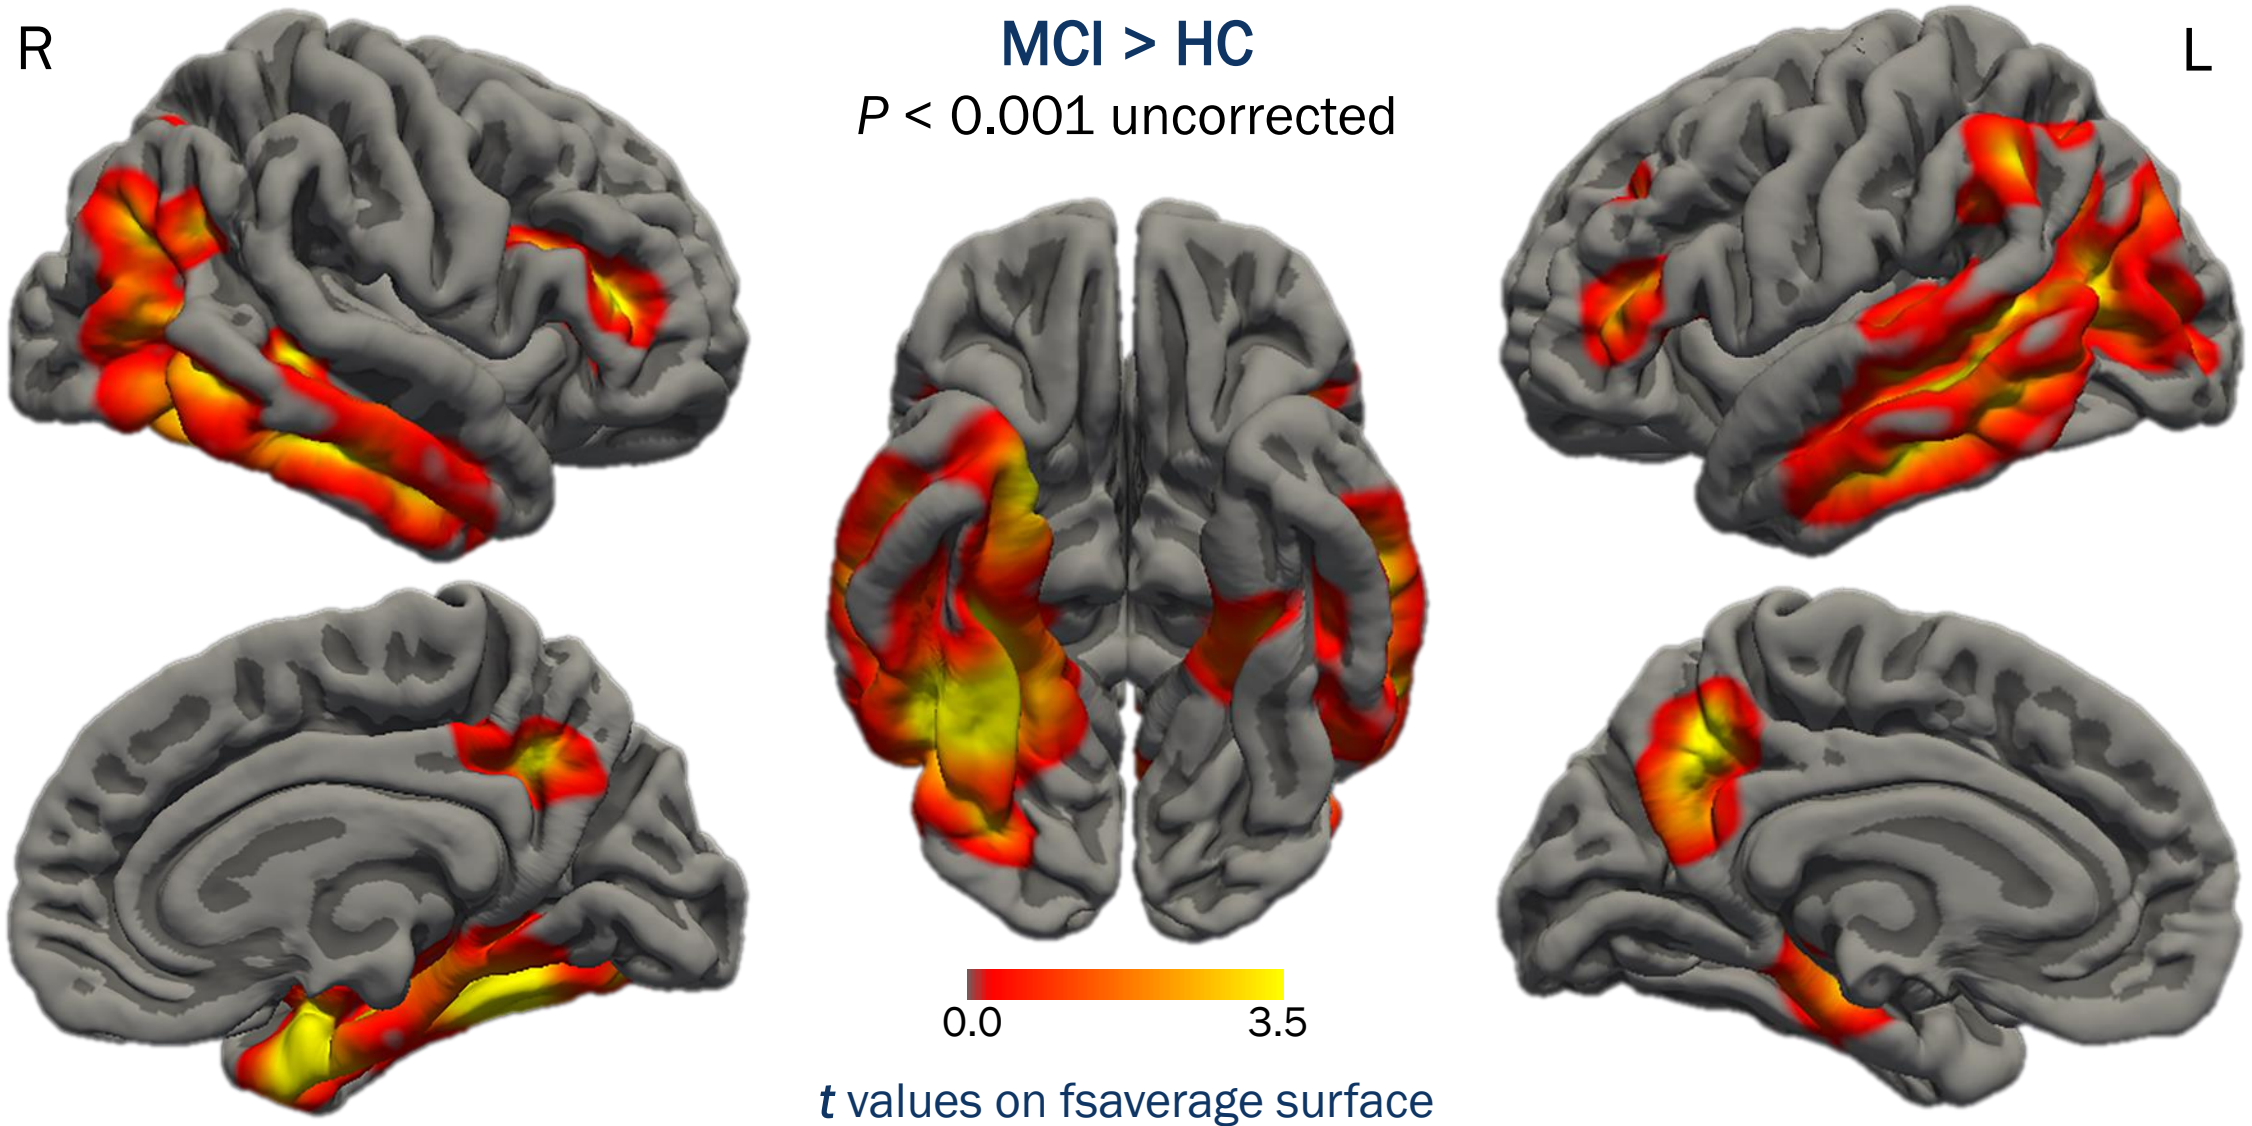 R
MCI > HC
L
P < 0.001 uncorrected
0.0 3.5
t values on fsaverage surface